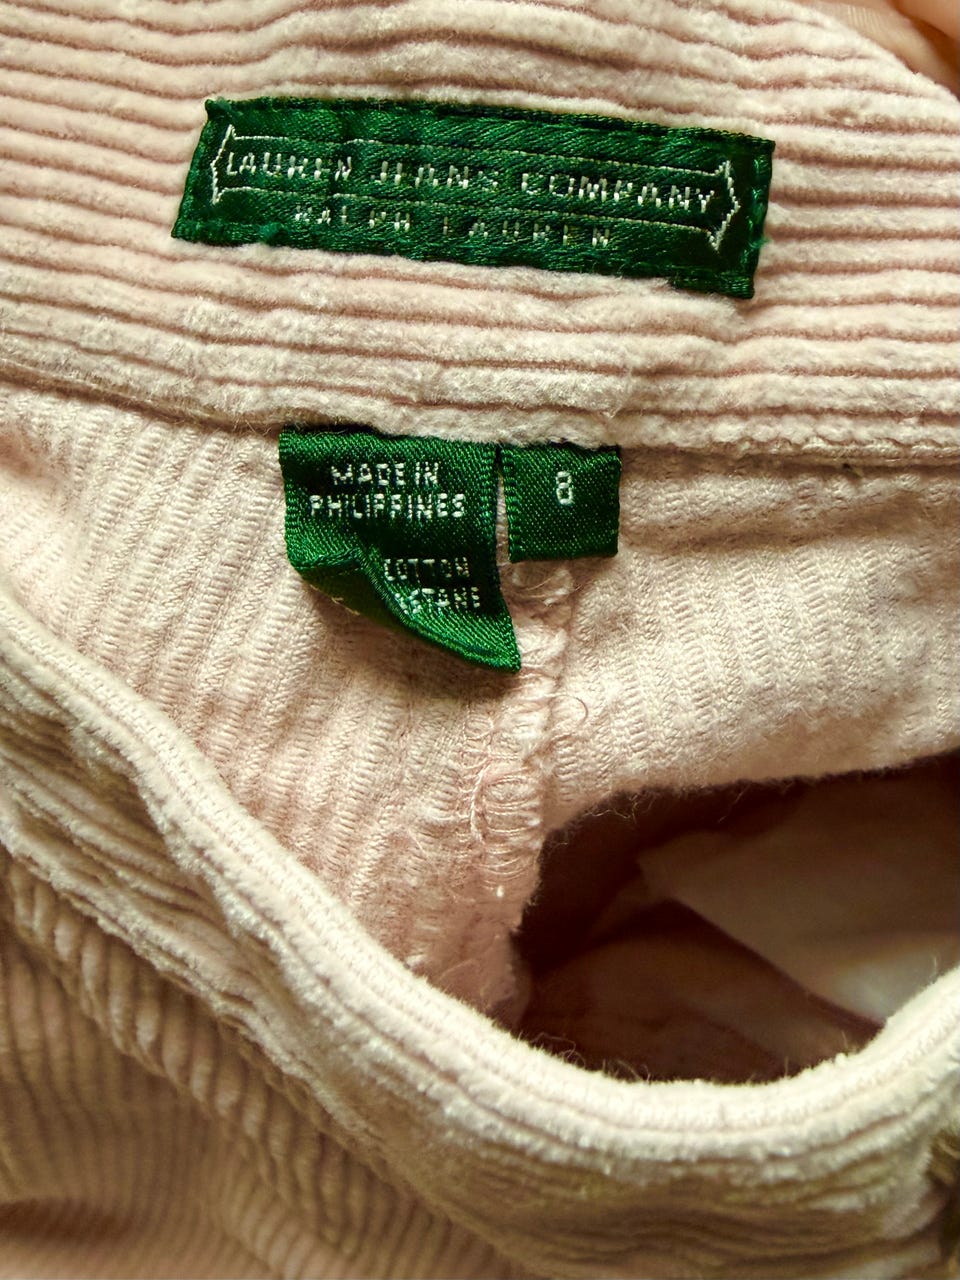 LAUREN JEANS COMPANY
RALPH LAUREN
MADE IN
PHILIPPINES
COTTON
8